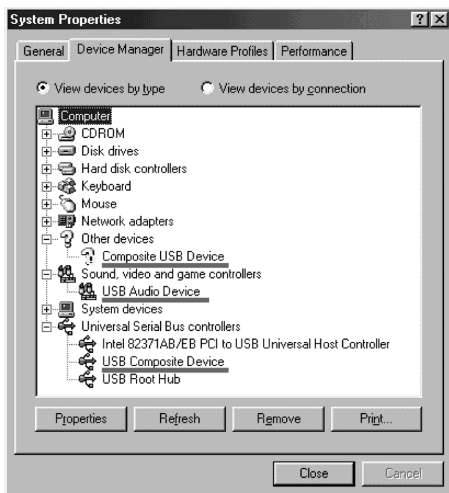 System Properties
General
Device Manager
Hardware Profiles
Performance
View devices by type
View devices by connection
Computer
CDROM
Disk drives
Hard disk controllers
Keyboard
Mouse
Network adapters
Other devices
Composite USB Device
Sound, video and game controllers
USB Audio Device
System devices
Universal Serial Bus controllers
Intel 82371AB/EB PCI to USB Universal Host Controller
USB Composite Device
USB Root Hub
Properties
Refresh
Remove
Print...
Close
Cancel